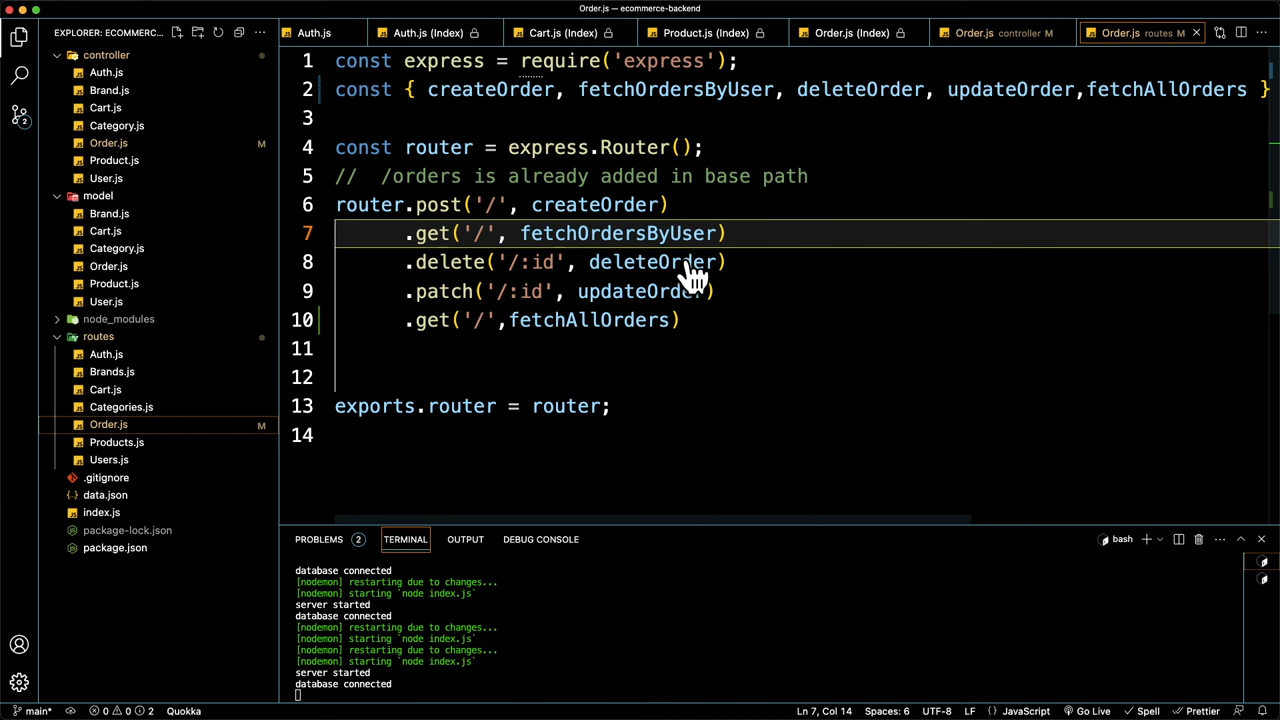 Order.js — ecommerce-backend
EXPLORER: ECOMMERC...
Auth.js
Auth.js (Index)
Cart.js (Index)
Product.js (Index)
Order.js (Index)
Order.js controller M
Order.js routes M
controller
Auth.js
Brand.js
Cart.js
Category.js
Order.js M
Product.js
User.js
model
Brand.js
Cart.js
Category.js
Order.js
Product.js
User.js
node_modules
routes
Auth.js
Brands.js
Cart.js
Categories.js
Order.js M
Products.js
Users.js
.gitignore
data.json
index.js
package-lock.json
package.json
1 const express = require('express');
2 const { createOrder, fetchOrdersByUser, deleteOrder, updateOrder,fetchAllOrders }
3
4 const router = express.Router();
5 // /orders is already added in base path
6 router.post('/', createOrder)
7 .get('/', fetchOrdersByUser)
8 .delete('/:id', deleteOrder)
9 .patch('/:id', updateOrder)
10 .get('/',fetchAllOrders)
11
12
13 exports.router = router;
14
PROBLEMS 2 TERMINAL OUTPUT DEBUG CONSOLE bash
database connected
[nodemon] restarting due to changes...
[nodemon] starting `node index.js`
server started
database connected
[nodemon] restarting due to changes...
[nodemon] starting `node index.js`
[nodemon] restarting due to changes...
[nodemon] starting `node index.js`
server started
database connected
2
main* 0 0 2 Quokka Ln 7, Col 14 Spaces: 6 UTF-8 LF {} JavaScript Go Live Spell Prettier